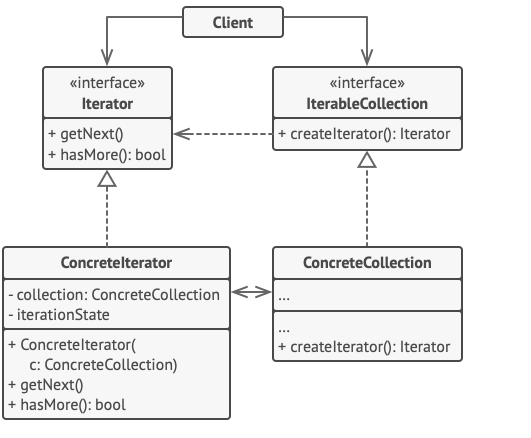 Client
«interface»
Iterator
+ getNext()
+ hasMore(): bool
«interface»
IterableCollection
+ createIterator(): Iterator
ConcreteIterator
- collection: ConcreteCollection
- iterationState
+ ConcreteIterator(
c: ConcreteCollection)
+ getNext()
+ hasMore(): bool
ConcreteCollection
...
...
+ createIterator(): Iterator